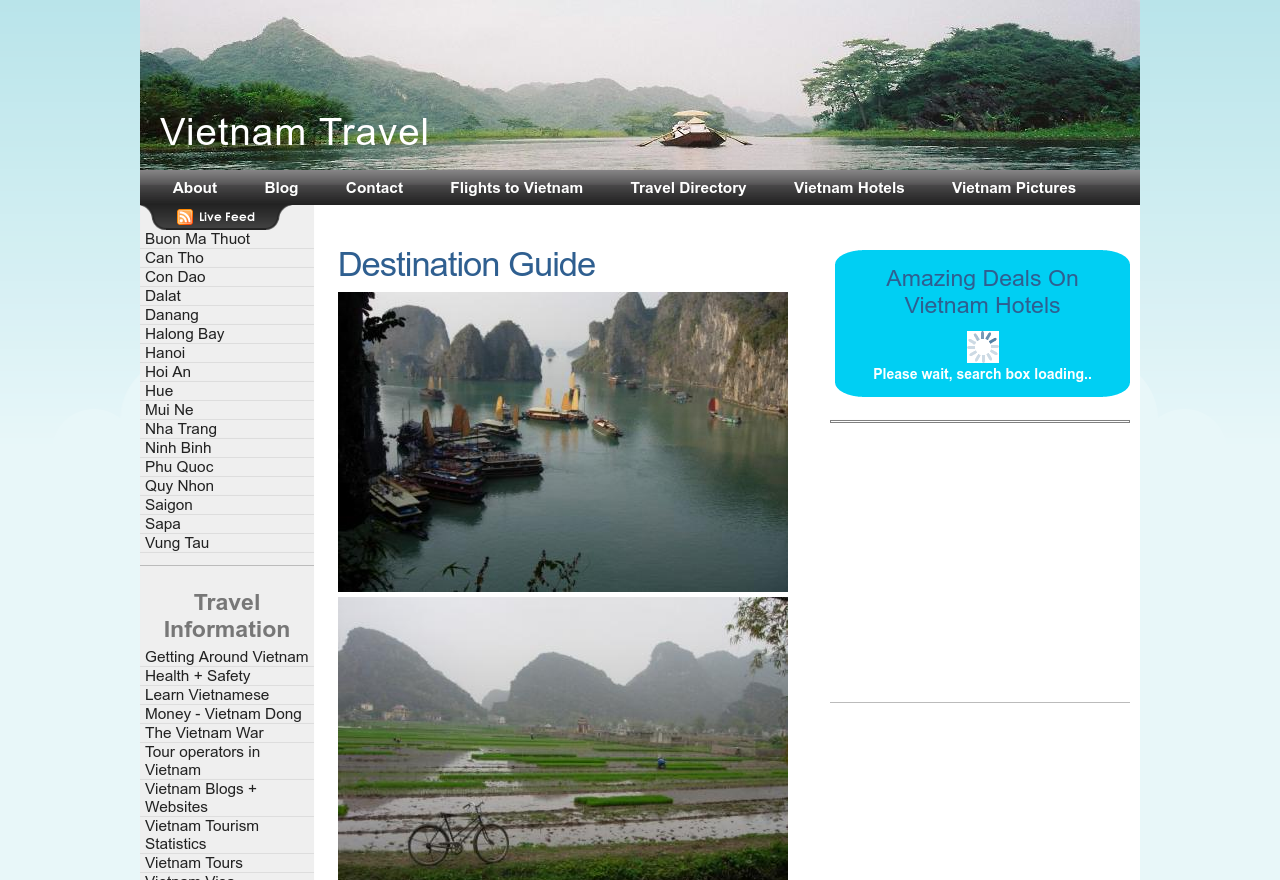 Vietnam Travel
About
Blog
Contact
Flights to Vietnam
Travel Directory
Vietnam Hotels
Vietnam Pictures
Live Feed
Buon Ma Thuot
Can Tho
Con Dao
Dalat
Danang
Halong Bay
Hanoi
Hoi An
Hue
Mui Ne
Nha Trang
Ninh Binh
Phu Quoc
Quy Nhon
Saigon
Sapa
Vung Tau
Travel
Information
Getting Around Vietnam
Health + Safety
Learn Vietnamese
Money - Vietnam Dong
The Vietnam War
Tour operators in
Vietnam
Vietnam Blogs +
Websites
Vietnam Tourism
Statistics
Vietnam Tours
Vietnam Visa
Destination Guide
Amazing Deals On
Vietnam Hotels
Please wait, search box loading..